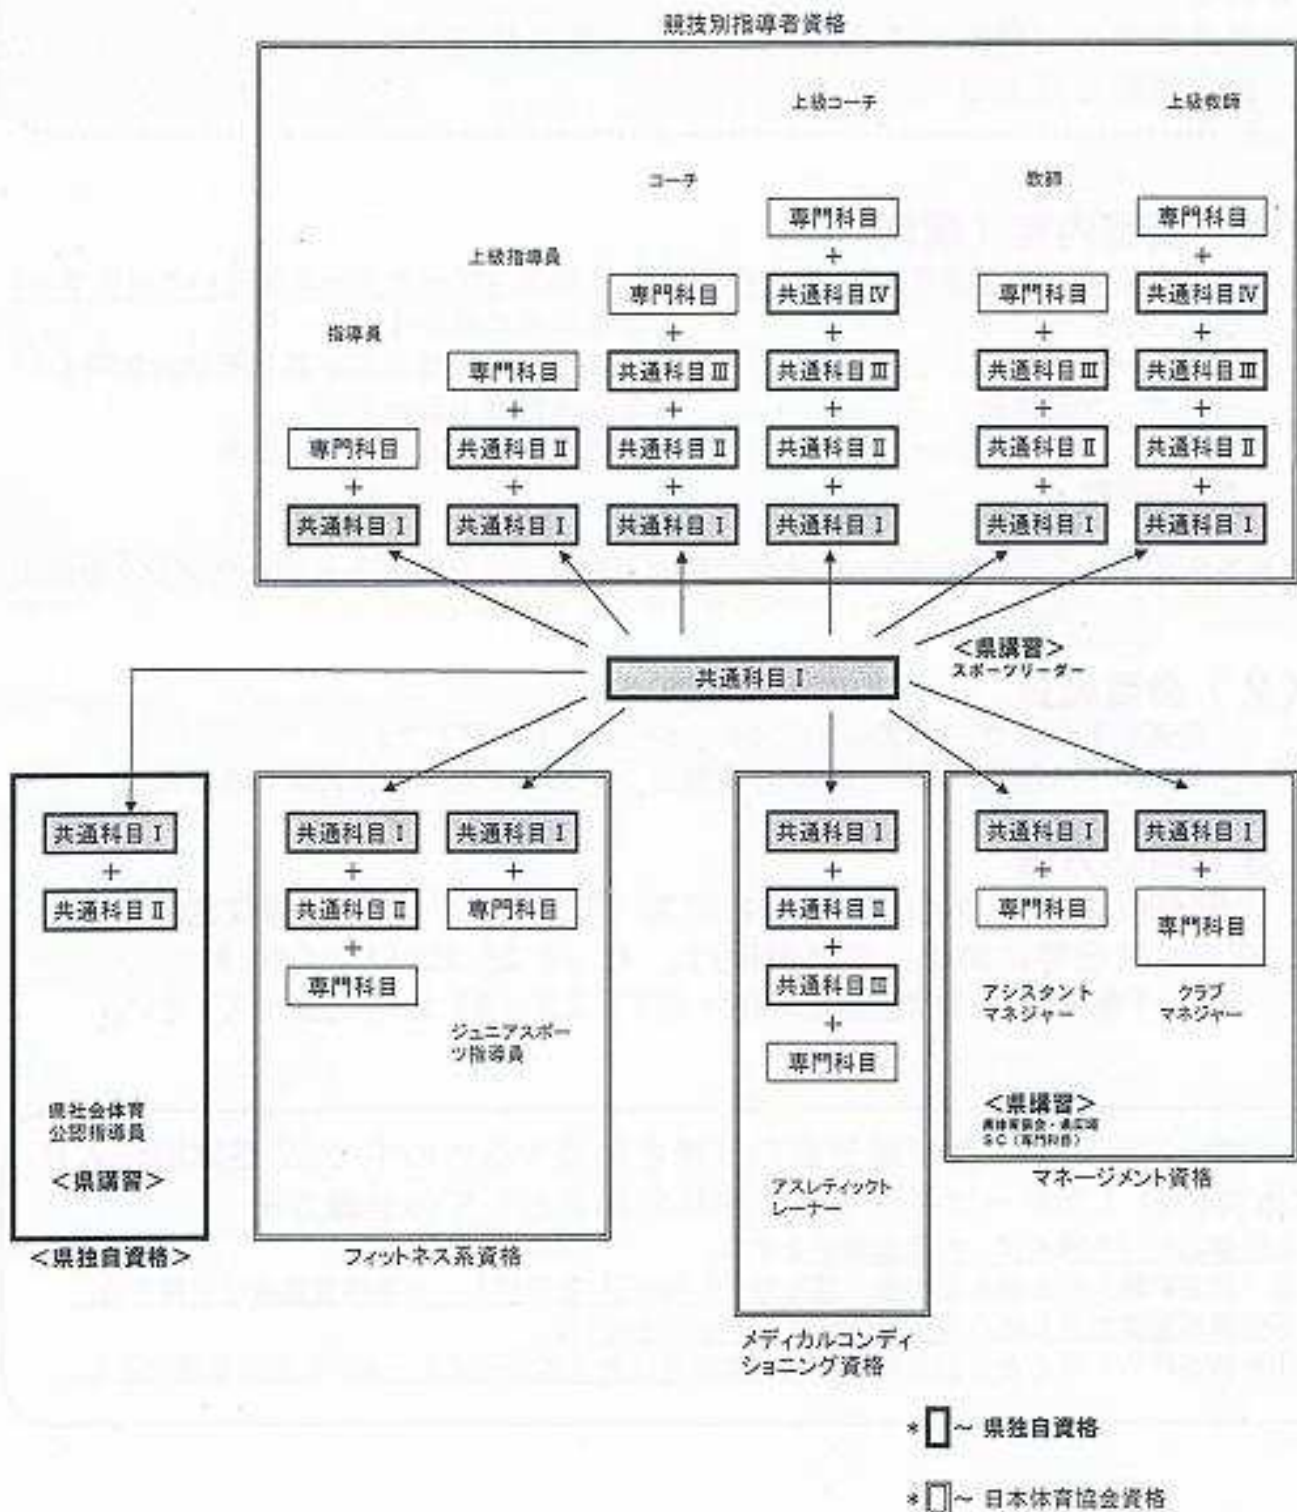 競技別指導者資格
上級コーチ
上級教師
コーチ
教師
専門科目
専門科目
+
+
上級指導員
専門科目
共通科目Ⅳ
専門科目
共通科目Ⅳ
指導員
+
+
+
+
専門科目
共通科目Ⅲ
共通科目Ⅲ
共通科目Ⅲ
共通科目Ⅲ
+
+
+
+
+
専門科目
共通科目Ⅱ
共通科目Ⅱ
共通科目Ⅱ
共通科目Ⅱ
共通科目Ⅱ
+
+
+
+
+
+
共通科目Ⅰ
共通科目Ⅰ
共通科目Ⅰ
共通科目Ⅰ
共通科目Ⅰ
共通科目Ⅰ
共通科目Ⅰ
<県講習>
スポーツリーダー
共通科目Ⅰ
+
共通科目Ⅱ
県社会体育
公認指導員
<県講習>
<県独自資格>
共通科目Ⅰ
+
共通科目Ⅱ
+
専門科目
共通科目Ⅰ
+
専門科目
ジュニアスポー
ツ指導員
フィットネス系資格
共通科目Ⅰ
+
共通科目Ⅱ
+
共通科目Ⅲ
+
専門科目
アスレティックト
レーナー
メディカルコンディ
ショニング資格
共通科目Ⅰ
+
専門科目
アシスタント
マネジャー
共通科目Ⅰ
+
専門科目
クラブ
マネジャー
<県講習>
県体育協会・県広域
SC(専門科目)
マネージメント資格
*～ 県独自資格
*～ 日本体育協会資格